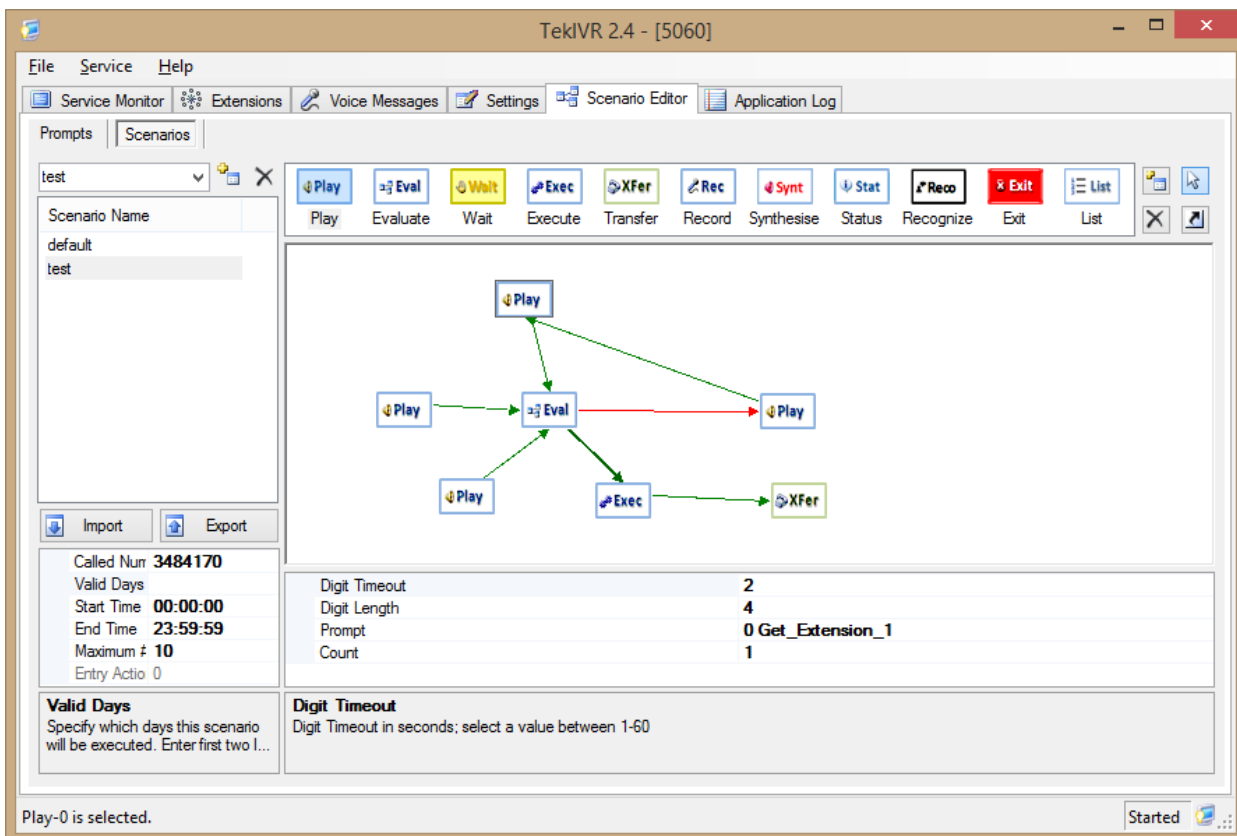 TekIVR 2.4 - [5060]
File Service Help
Service Monitor Extensions Voice Messages Settings Scenario Editor Application Log
Prompts Scenarios
test
Scenario Name
default
test
Import Export
Called Num 3484170
Valid Days
Start Time 00:00:00
End Time 23:59:59
Maximum # 10
Entry Actio 0
Valid Days
Specify which days this scenario
will be executed. Enter first two l...
Play Eval Wait Exec XFer Rec Synt Stat Reco Exit List
Play Evaluate Wait Execute Transfer Record Synthesise Status Recognize Exit List
Play
Play Eval Play
Play Exec XFer
Digit Timeout 2
Digit Length 4
Prompt 0 Get_Extension_1
Count 1
Digit Timeout
Digit Timeout in seconds; select a value between 1-60
Play-0 is selected. Started